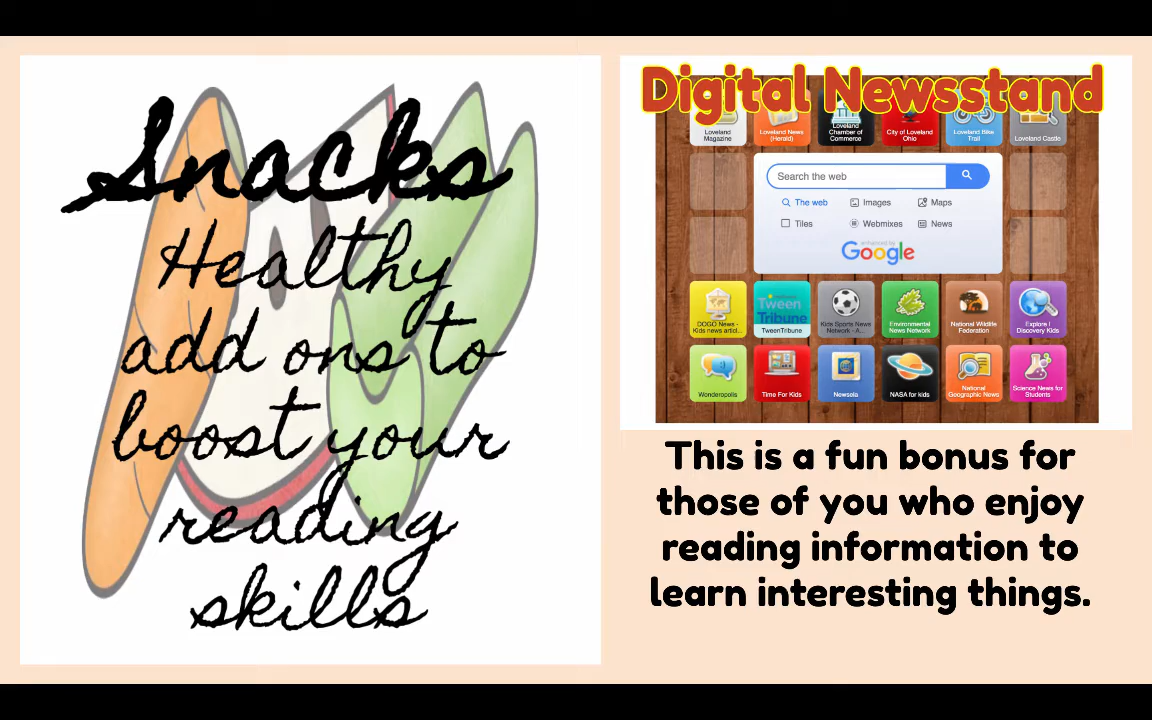 Snacks
Healthy
add ons to
boost your
reading
skills
Digital Newsstand
Loveland
Magazine
Loveland News
(Herald)
Loveland
Chamber of
Commerce
City of Loveland
Ohio
Loveland Bike
Trail
Loveland Castle
Search the web
The web
Images
Maps
Tiles
Webmixes
News
enhanced by
Google
DOGO News -
Kids news artial...
Tween
Tribune
TweenTribune
Kids Sports News
Network - A...
Environmental
News Network
National Wildlife
Federation
Explore |
Discovery Kids
Wonderopolis
Time For Kids
Newsola
NASA for kids
National
Geographic News
Science News for
Students
This is a fun bonus for
those of you who enjoy
reading information to
learn interesting things.